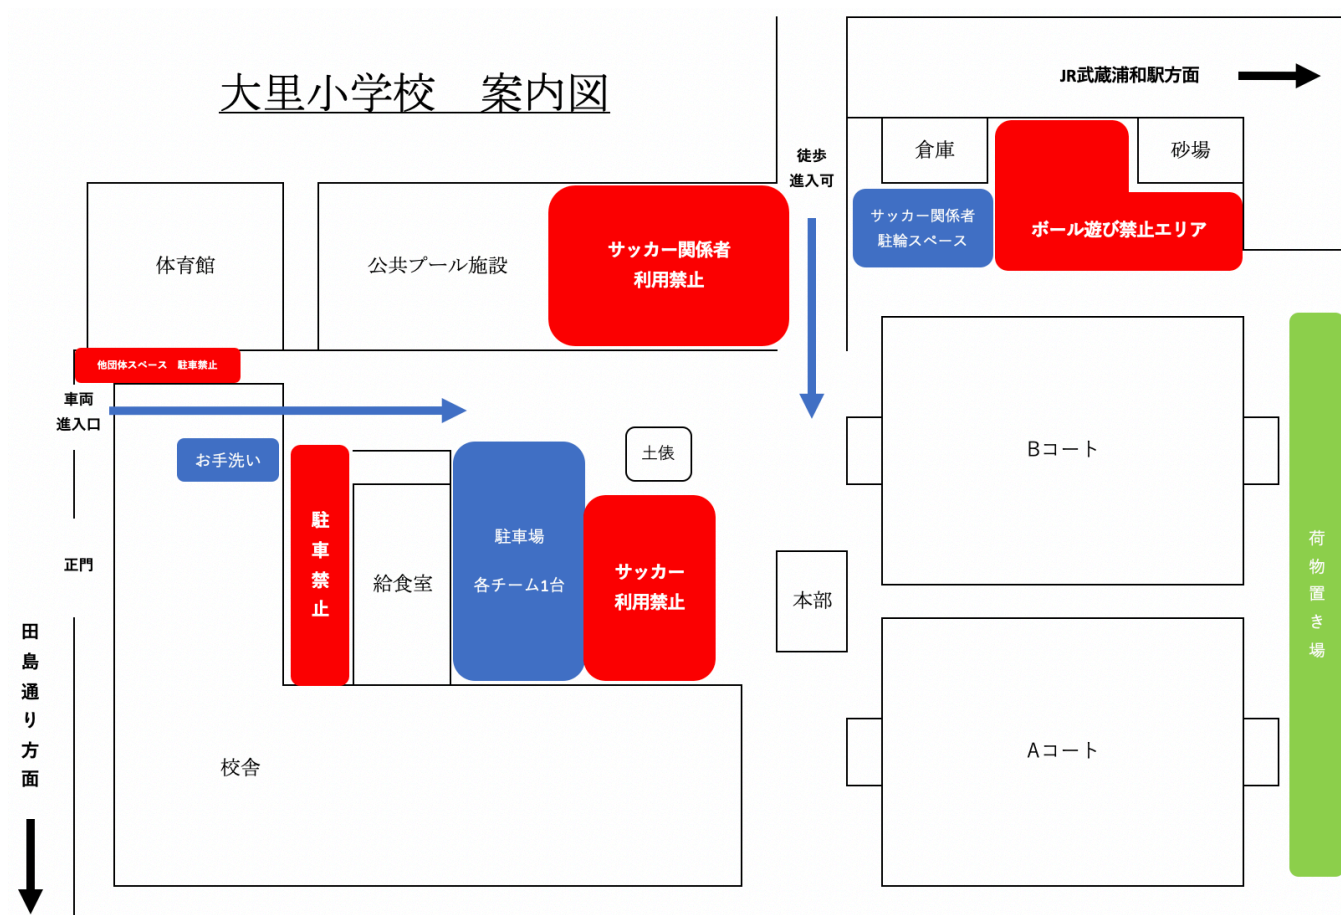 大里小学校　案内図
JR武蔵浦和駅方面
徒歩
進入可
倉庫
砂場
サッカー関係者
駐輪スペース
ボール遊び禁止エリア
体育館
公共プール施設
サッカー関係者
利用禁止
他団体スペース　駐車禁止
車両
進入口
お手洗い
土俵
Bコート
駐車禁止
給食室
駐車場
各チーム1台
サッカー
利用禁止
本部
荷物置き場
正門
田島通り方面
校舎
Aコート